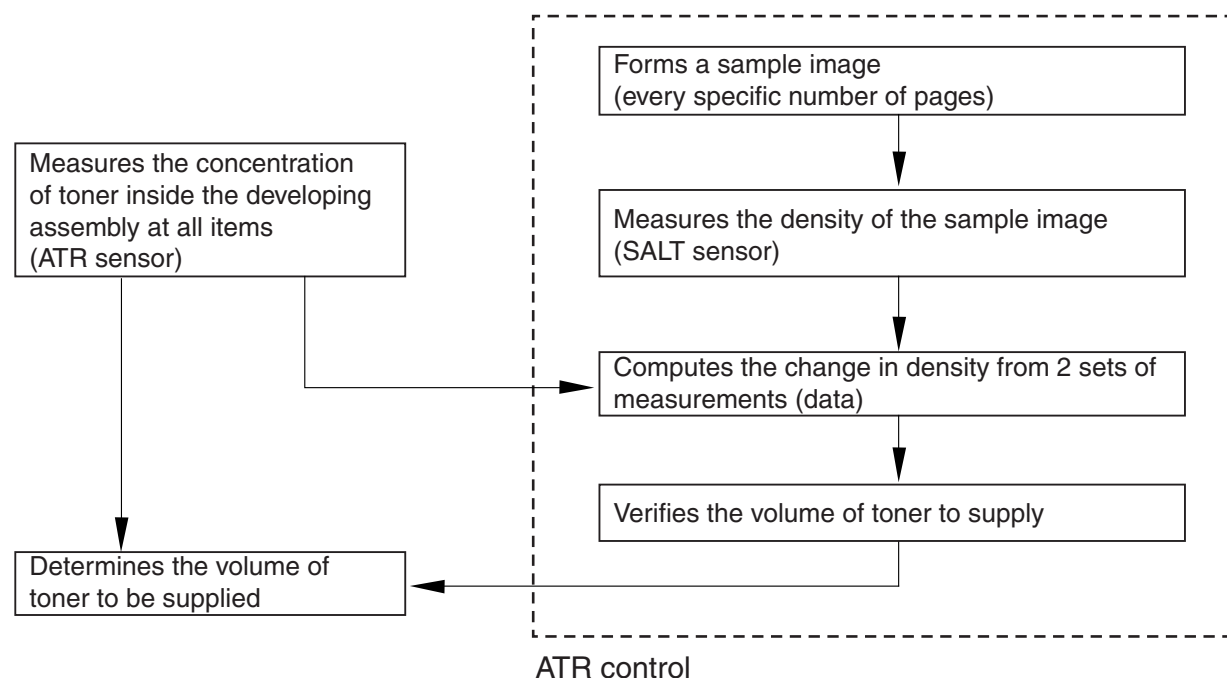 Forms a sample image
(every specific number of pages)
Measures the concentration
of toner inside the developing
assembly at all items
(ATR sensor)
Measures the density of the sample image
(SALT sensor)
Computes the change in density from 2 sets of
measurements (data)
Verifies the volume of toner to supply
Determines the volume of
toner to be supplied
ATR control